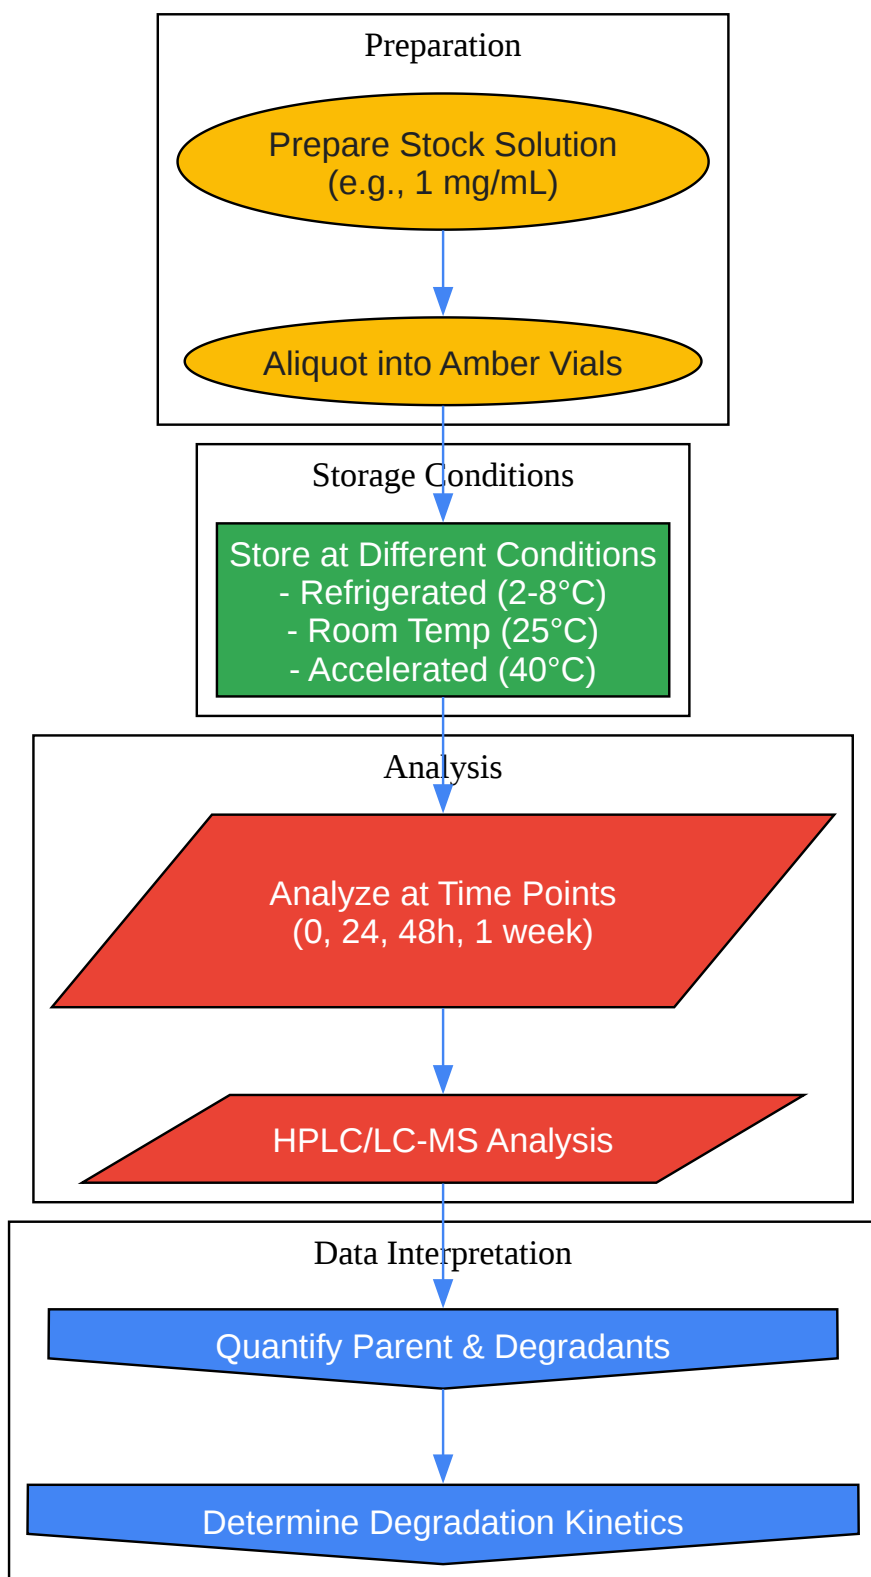 Preparation
Prepare Stock Solution
(e.g., 1 mg/mL)
Aliquot into Amber Vials
Storage Conditions
Store at Different Conditions
- Refrigerated (2-8°C)
- Room Temp (25°C)
- Accelerated (40°C)
Analysis
Analyze at Time Points
(0, 24, 48h, 1 week)
HPLC/LC-MS Analysis
Data Interpretation
Quantify Parent & Degradants
Determine Degradation Kinetics